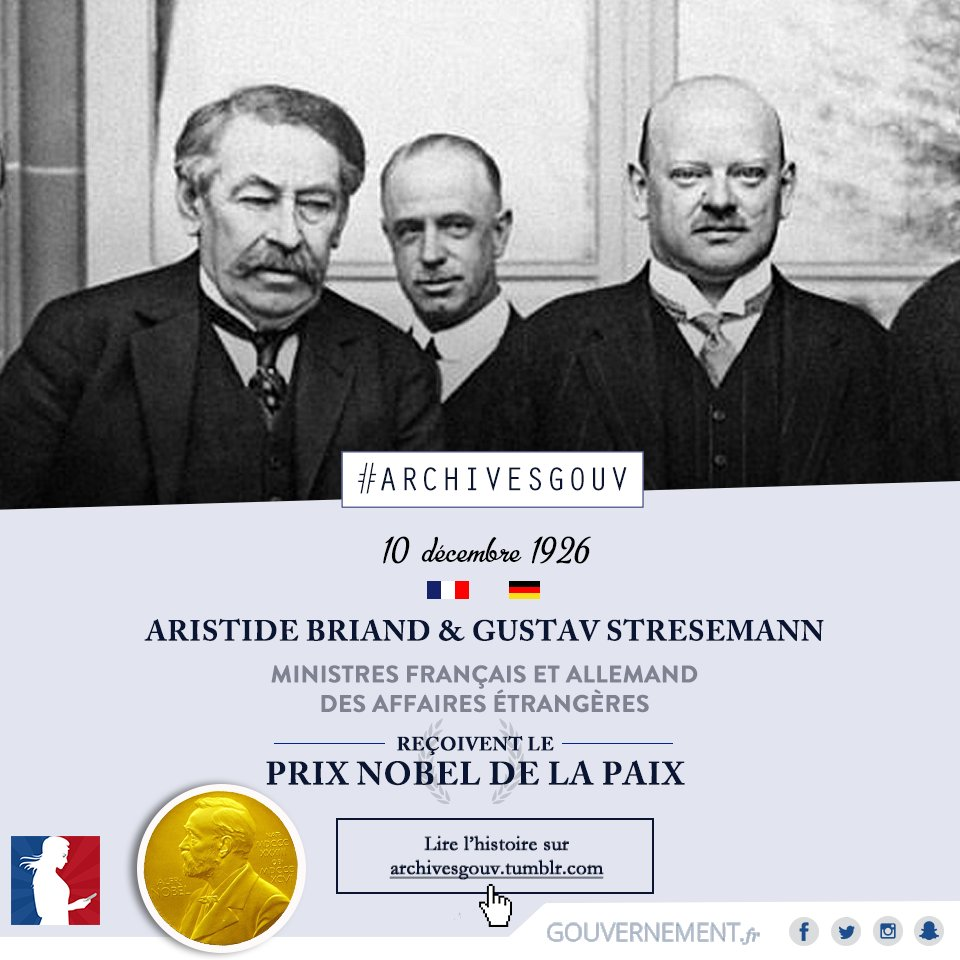 #ARCHIVESGOUV
10 décembre 1926
ARISTIDE BRIAND & GUSTAV STRESEMANN
MINISTRES FRANÇAIS ET ALLEMAND
DES AFFAIRES ÉTRANGÈRES
REÇOIVENT LE
PRIX NOBEL DE LA PAIX
Lire l'histoire sur
archivesgouv.tumblr.com
NOBEL
GOUVERNEMENT.fr